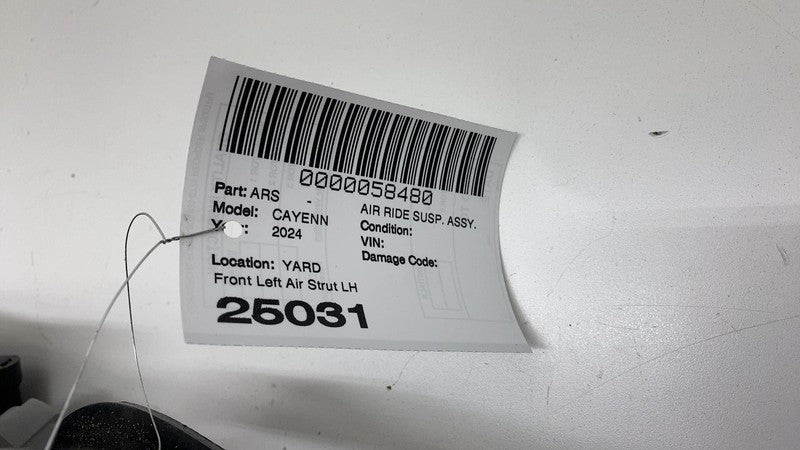 0000058480
Part: ARS -
AIR RIDE SUSP. ASSY.
Model: CAYENN
Condition:
2024
VIN:
Damage Code:
Location: YARD
Front Left Air Strut LH
25031